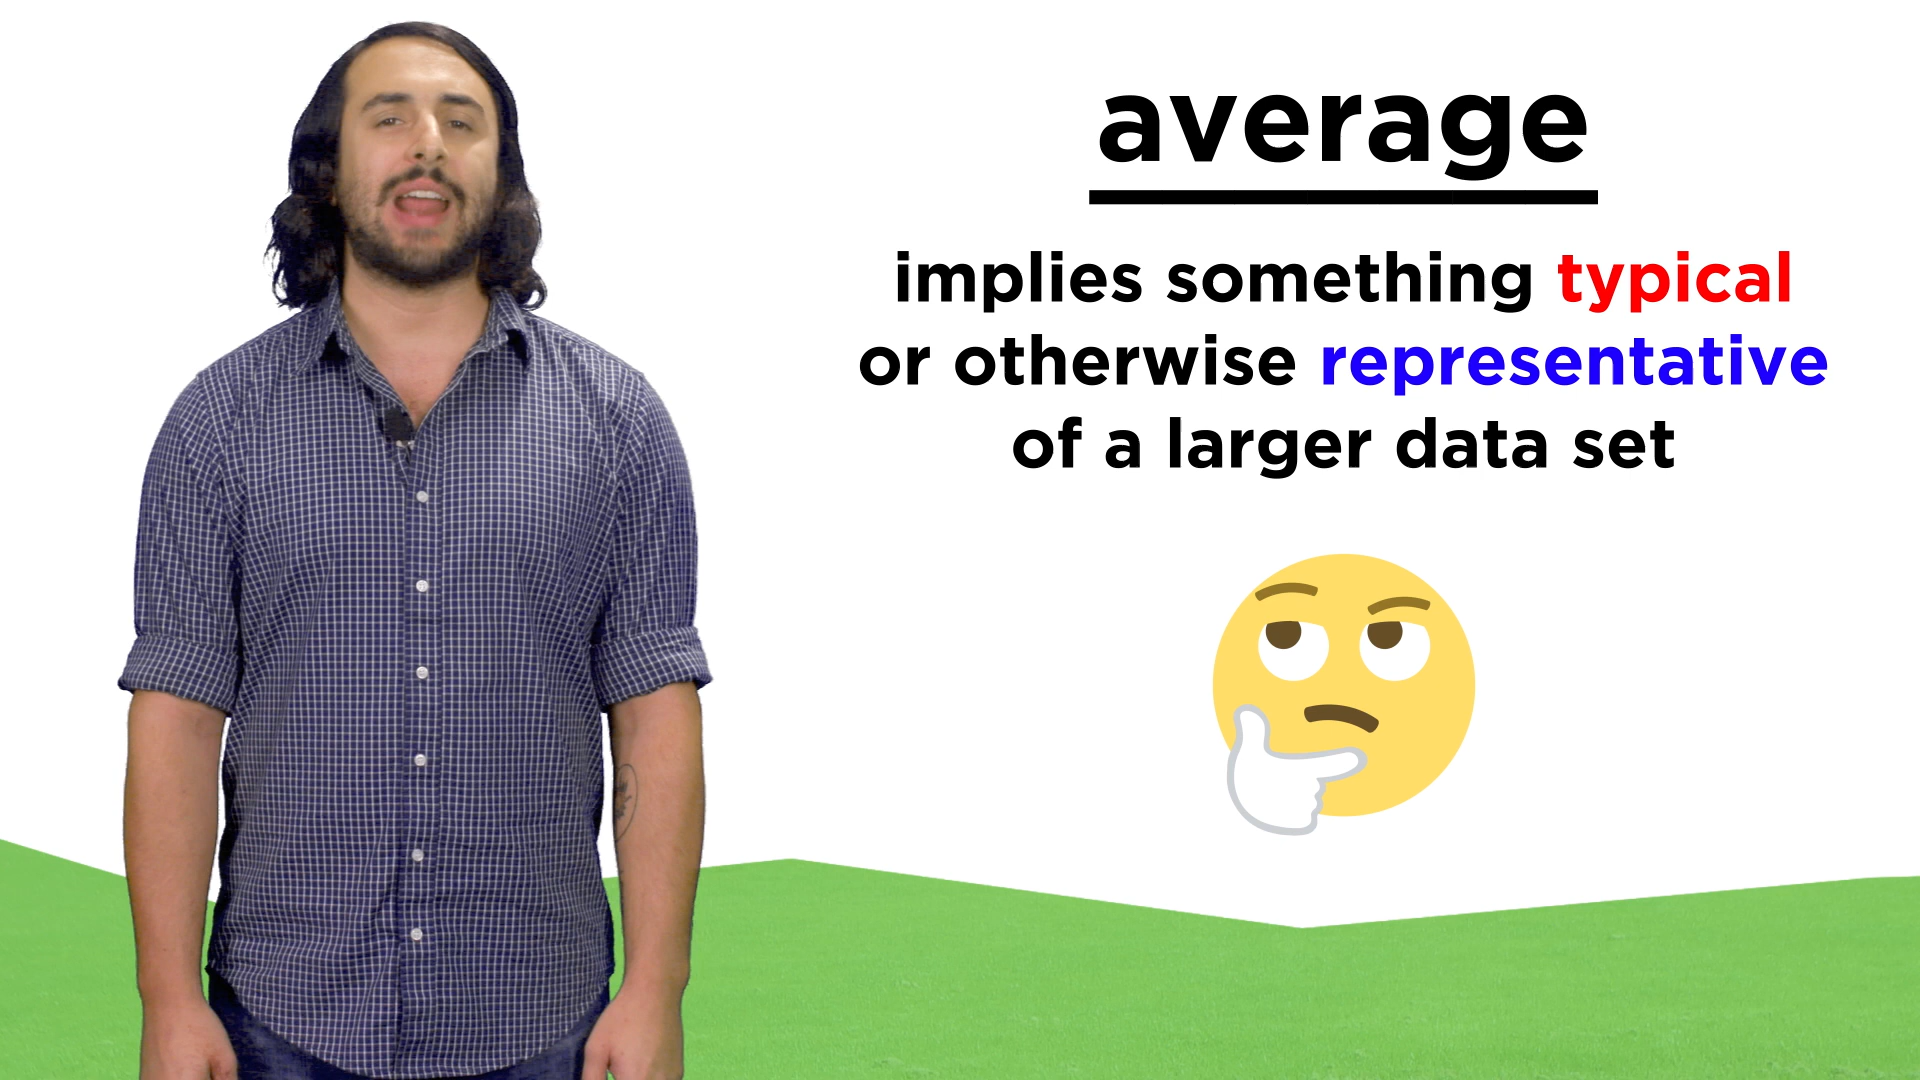 average
implies something typical
or otherwise representative
of a larger data set